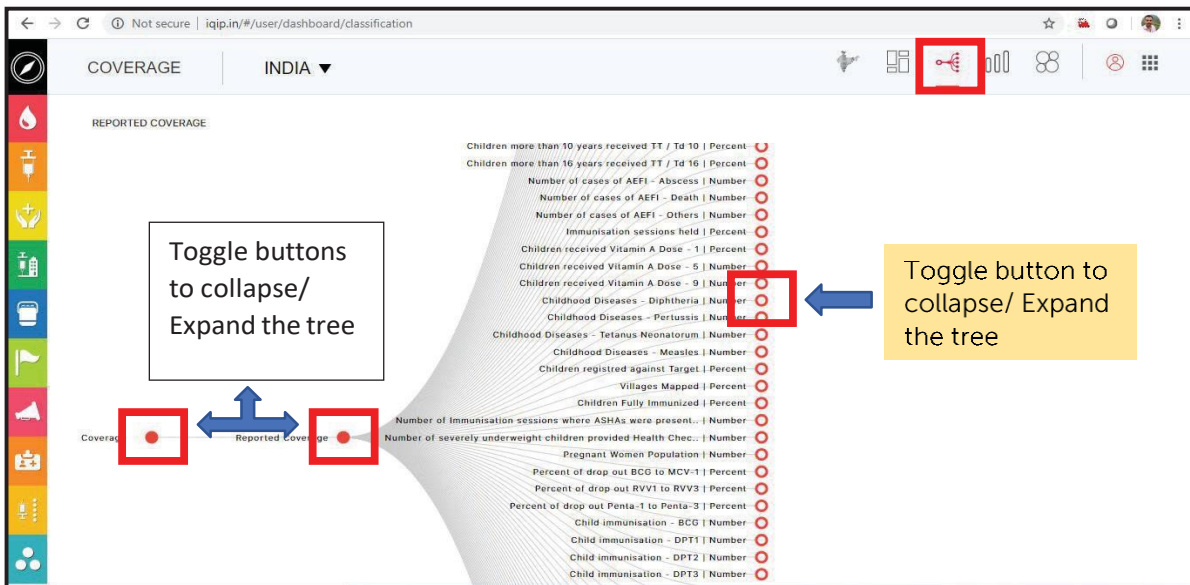 Not secure | iqip.in/#/user/dashboard/classification
COVERAGE
INDIA ▼
REPORTED COVERAGE
Children more than 10 years received TT / Td 10 | Percent
Children more than 16 years received TT / Td 16 | Percent
Number of cases of AEFI - Abscess | Number
Number of cases of AEFI - Death | Number
Number of cases of AEFI - Others | Number
Immunisation sessions held | Percent
Children received Vitamin A Dose - 1 | Percent
Children received Vitamin A Dose - 5 | Number
Children received Vitamin A Dose - 9 | Number
Childhood Diseases - Diphtheria | Number
Childhood Diseases - Pertussis | Number
Childhood Diseases - Tetanus Neonatorum | Number
Childhood Diseases - Measles | Number
Children registred against Target | Percent
Villages Mapped | Percent
Children Fully Immunized | Percent
Number of Immunisation sessions where ASHAs were present.. | Number
Number of severely underweight children provided Health Chec.. | Number
Pregnant Women Population | Number
Percent of drop out BCG to MCV-1 | Percent
Percent of drop out RVV1 to RVV3 | Percent
Percent of drop out Penta-1 to Penta-3 | Percent
Child immunisation - BCG | Number
Child immunisation - DPT1 | Number
Child immunisation - DPT2 | Number
Child immunisation - DPT3 | Number
Toggle buttons
to collapse/
Expand the tree
Coverag
Reported Coverage
Toggle button to
collapse/ Expand
the tree